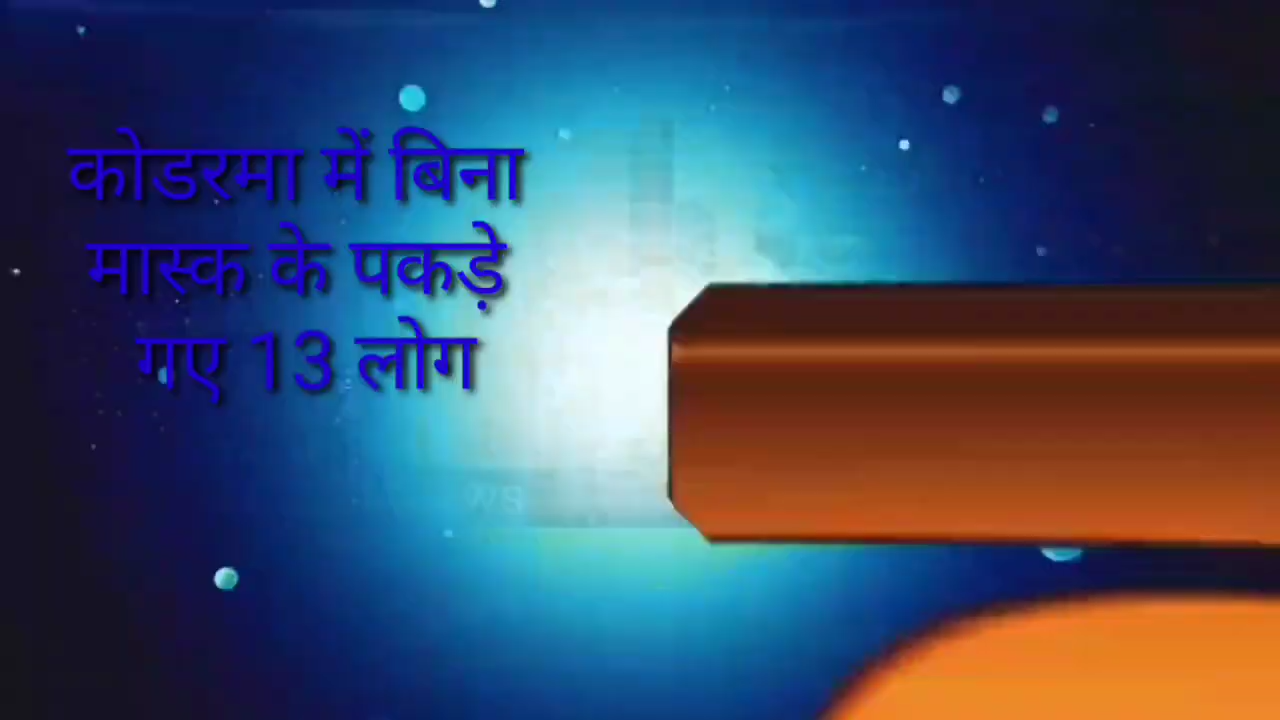 कोडरमा में बिना
मास्क के पकड़े
गए 13 लोग